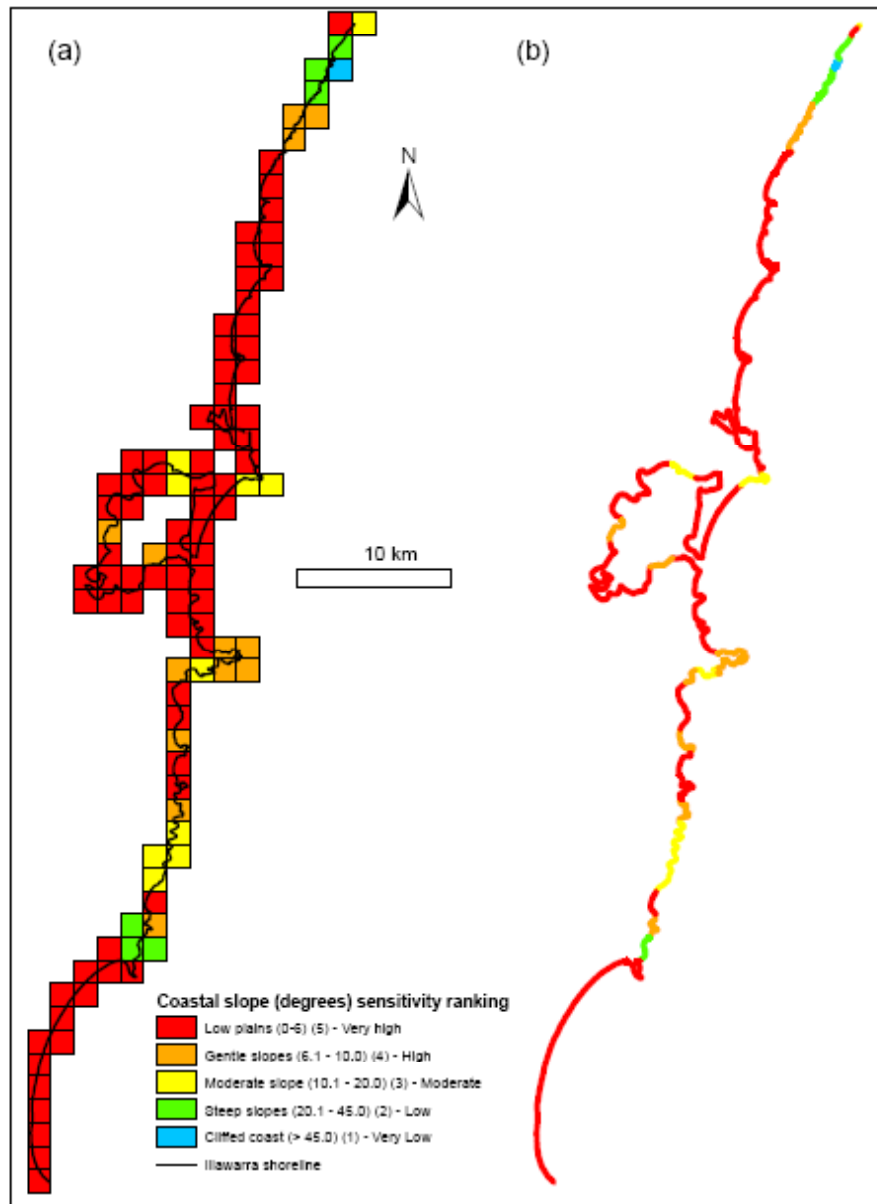 (a)
(b)
N
10 km
Coastal slope (degrees) sensitivity ranking
Low plains (0-6) (5) - Very high
Gentle slopes (6.1 - 10.0) (4) - High
Moderate slope (10.1 - 20.0) (3) - Moderate
Steep slopes (20.1 - 45.0) (2) - Low
Cliffed coast (> 45.0) (1) - Very Low
Illawarra shoreline